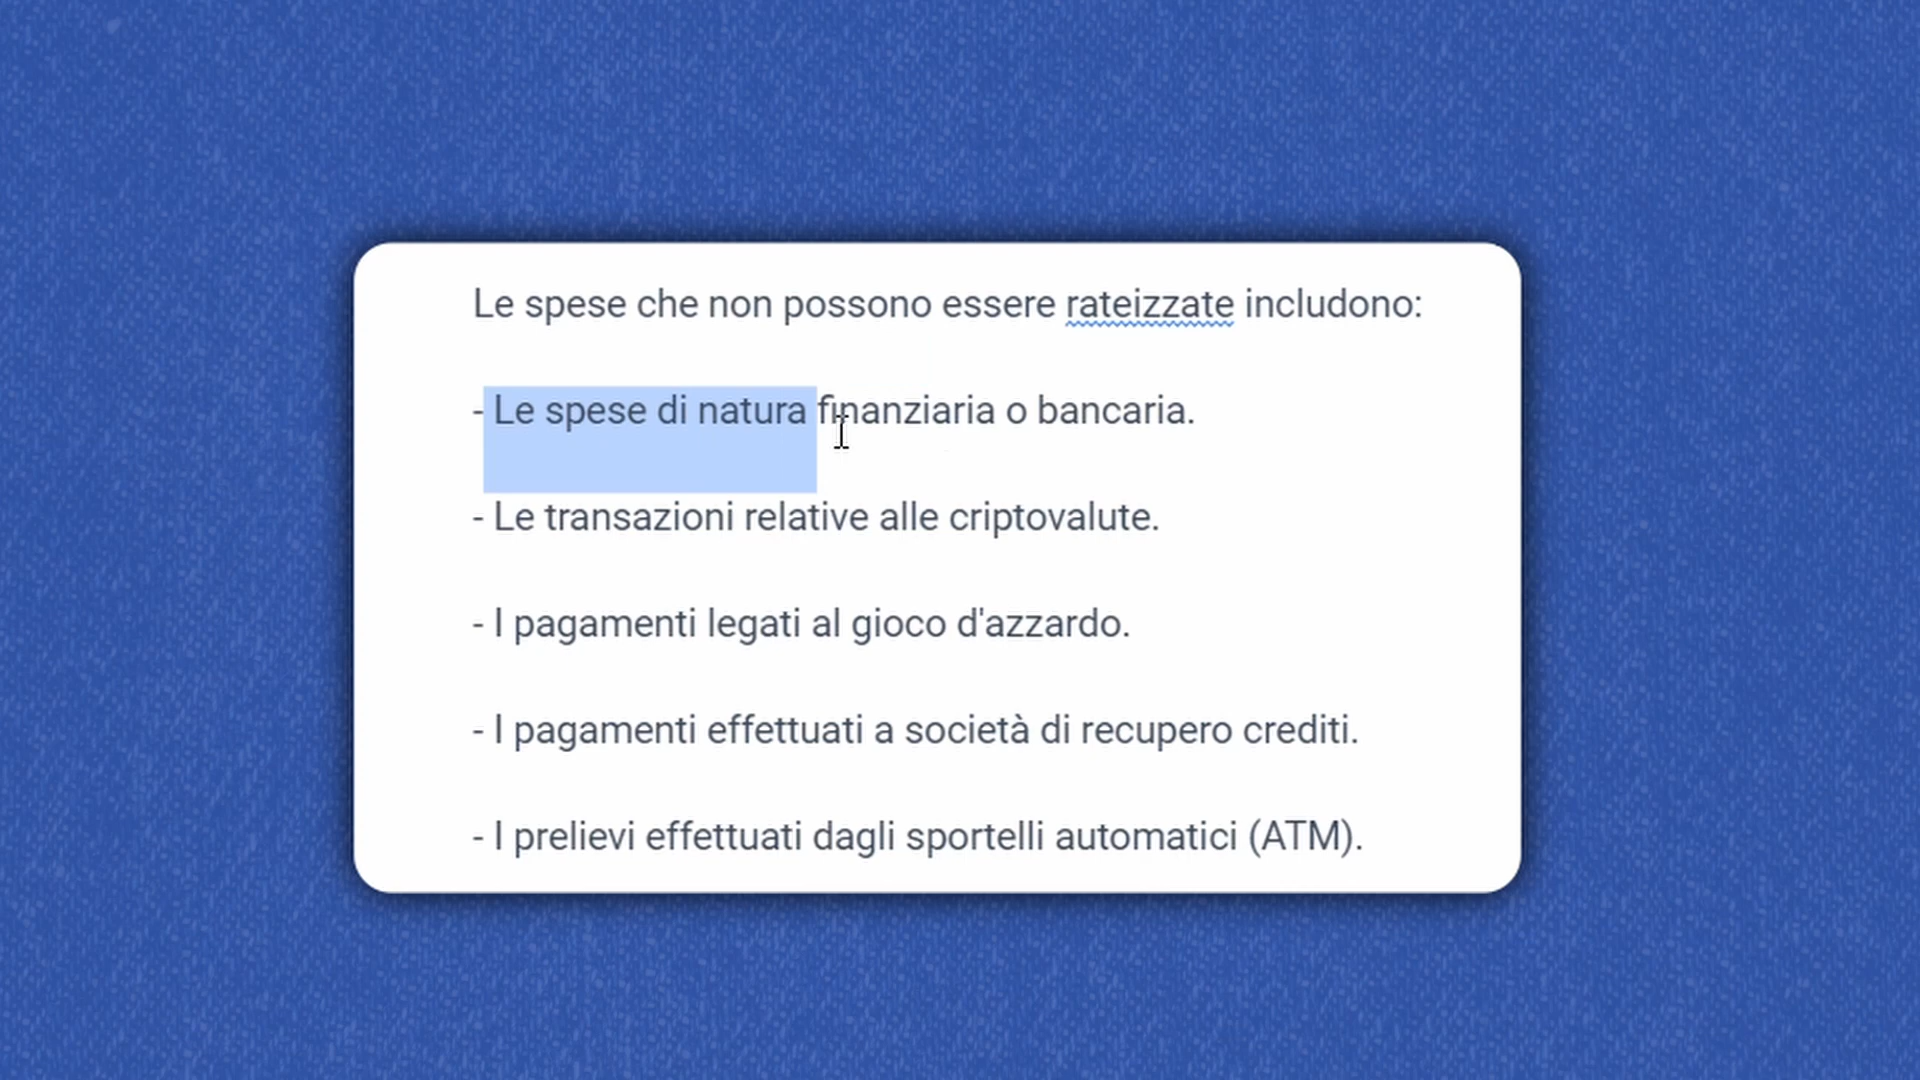 Le spese che non possono essere rateizzate includono:
- Le spese di natura finanziaria o bancaria.
- Le transazioni relative alle criptovalute.
- I pagamenti legati al gioco d'azzardo.
- I pagamenti effettuati a società di recupero crediti.
- I prelievi effettuati dagli sportelli automatici (ATM).